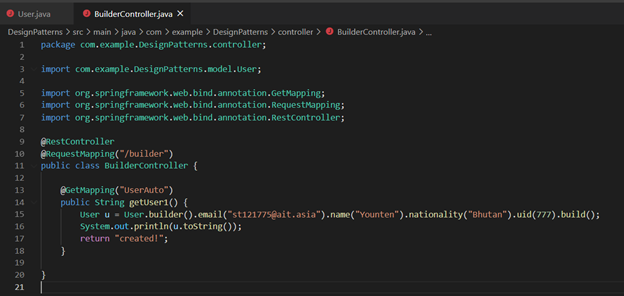 User.java BuilderController.java ×
DesignPatterns > src > main > java > com > example > DesignPatterns > controller > BuilderController.java > ...
1 package com.example.DesignPatterns.controller;
2
3 import com.example.DesignPatterns.model.User;
4
5 import org.springframework.web.bind.annotation.GetMapping;
6 import org.springframework.web.bind.annotation.RequestMapping;
7 import org.springframework.web.bind.annotation.RestController;
8
9 @RestController
10 @RequestMapping("/builder")
11 public class BuilderController {
12
13 @GetMapping("UserAuto")
14 public String getUser1() {
15 User u = User.builder().email("st121775@ait.asia").name("Younten").nationality("Bhutan").uid(777).build();
16 System.out.println(u.toString());
17 return "created!";
18 }
19
20 }
21